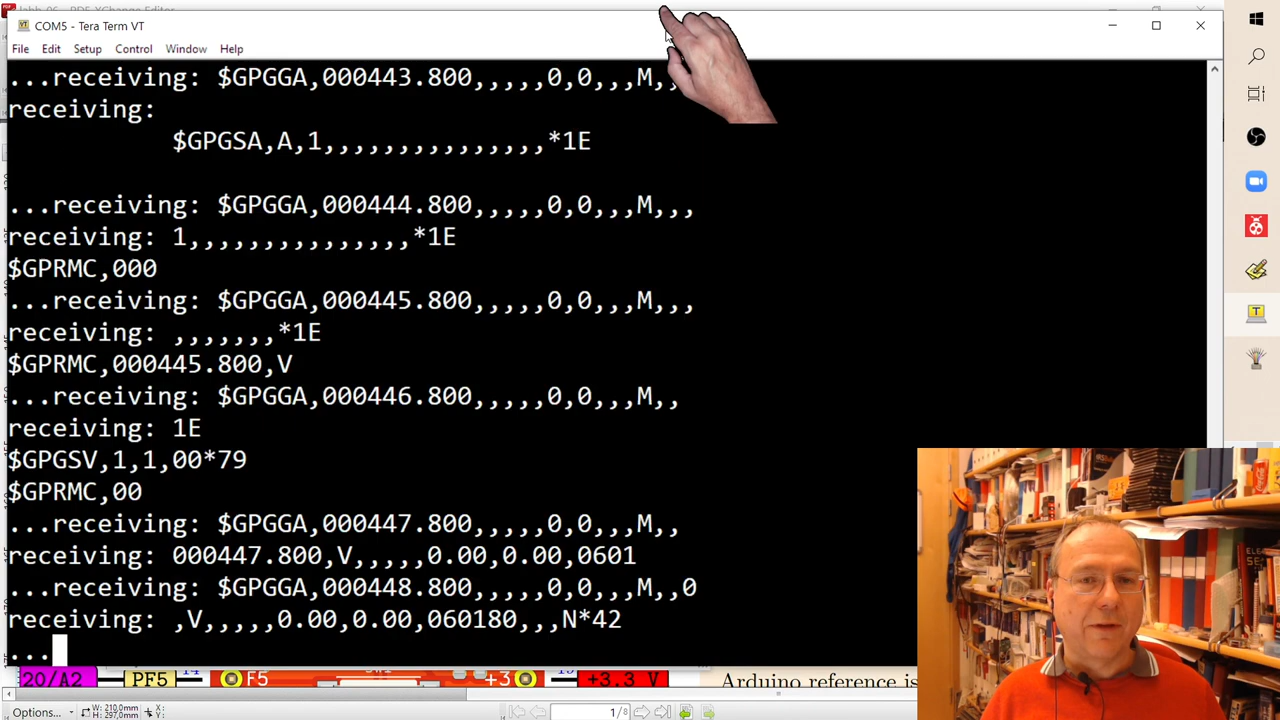 COM5 - Tera Term VT
File Edit Setup Control Window Help
...receiving: $GPGGA,000443.800,,,,,0,0,,,M,,
receiving:
$GPGSA,A,1,,,,,,,,,,,,,,,*1E
...receiving: $GPGGA,000444.800,,,,,0,0,,,M,,,
receiving: 1,,,,,,,,,,,,,,,*1E
$GPRMC,000
...receiving: $GPGGA,000445.800,,,,,0,0,,,M,,,
receiving: ,,,,,,,*1E
$GPRMC,000445.800,V
...receiving: $GPGGA,000446.800,,,,,0,0,,,M,,
receiving: 1E
$GPGSV,1,1,00*79
$GPRMC,00
...receiving: $GPGGA,000447.800,,,,,0,0,,,M,,
receiving: 000447.800,V,,,,,0.00,0.00,0601
...receiving: $GPGGA,000448.800,,,,,0,0,,,M,,0
receiving: ,V,,,,,0.00,0.00,060180,,,N*42
...
20/A2 PF5 14 F5 +3 +3.3 V Arduino reference is
Options... W: 210.0mm H: 297.0mm X: Y: 1/8